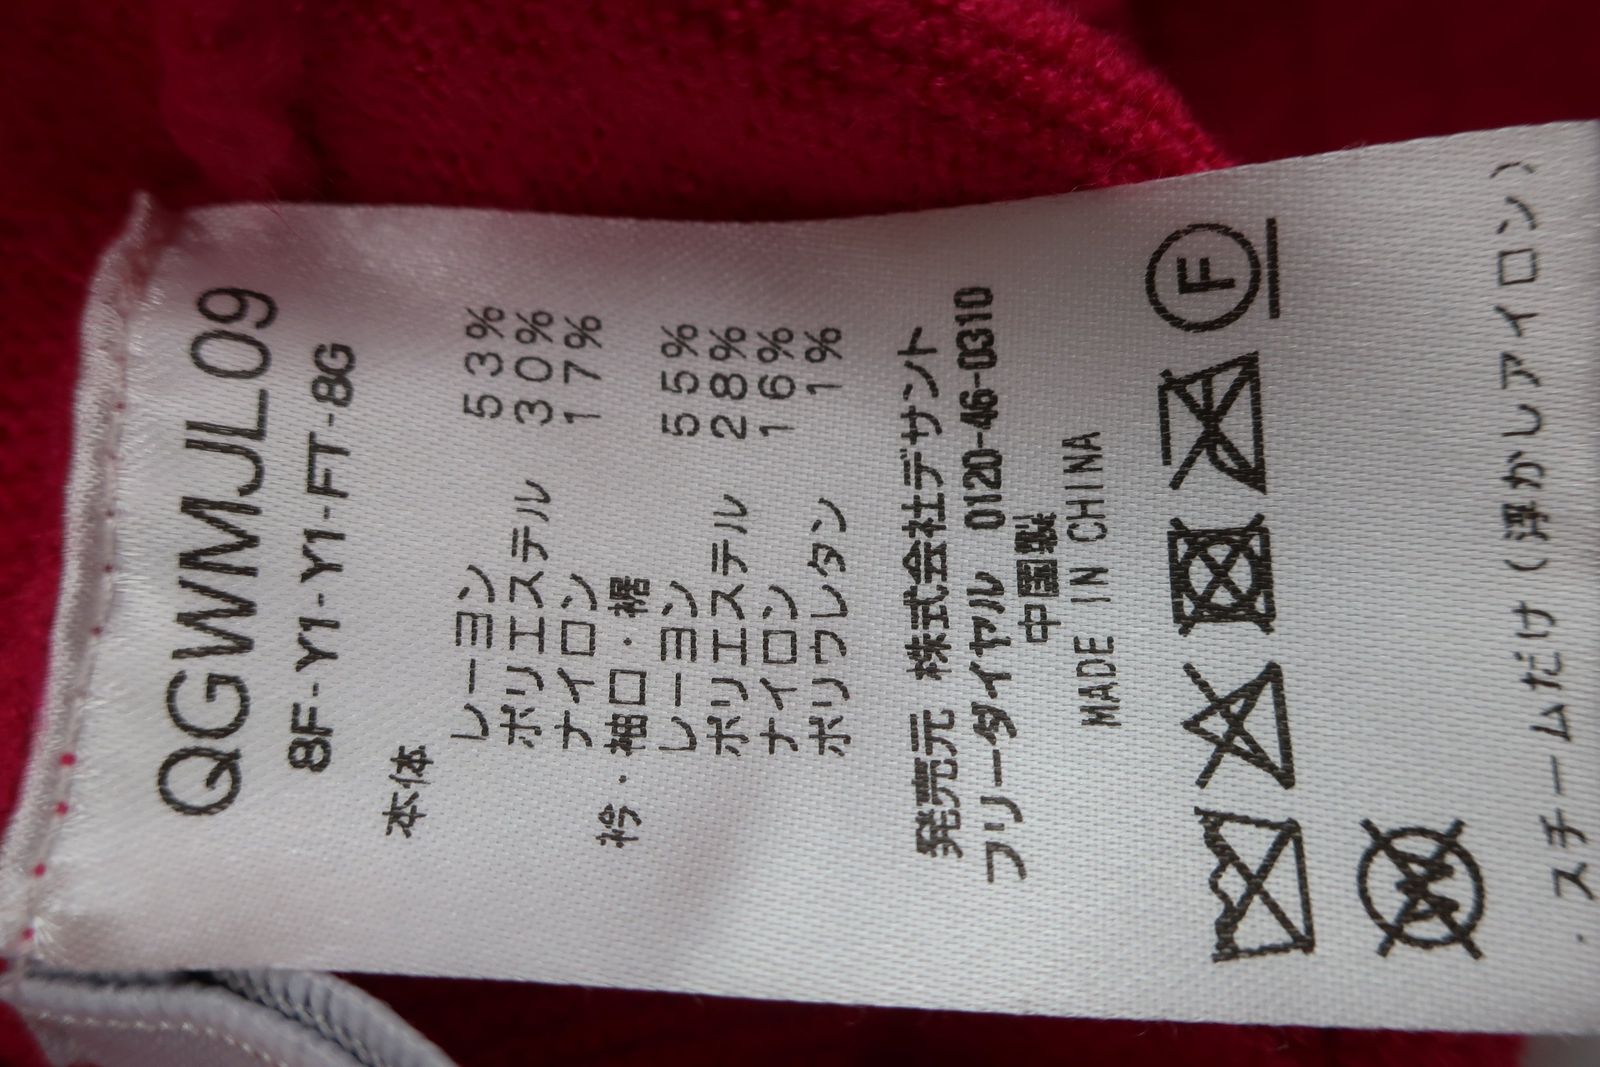 QGWMJL09
8F-Y1-Y1-FT-8G
本体
レーヨン 53%
ポリエステル 30%
ナイロン 17%
衿・袖口・裾
レーヨン 55%
ポリエステル 28%
ナイロン 16%
ポリウレタン 1%
発売元 株式会社デサント
フリーダイヤル 0120-46-0310
中国製
MADE IN CHINA
F
W
・スチームだけ(浮かしアイロン)